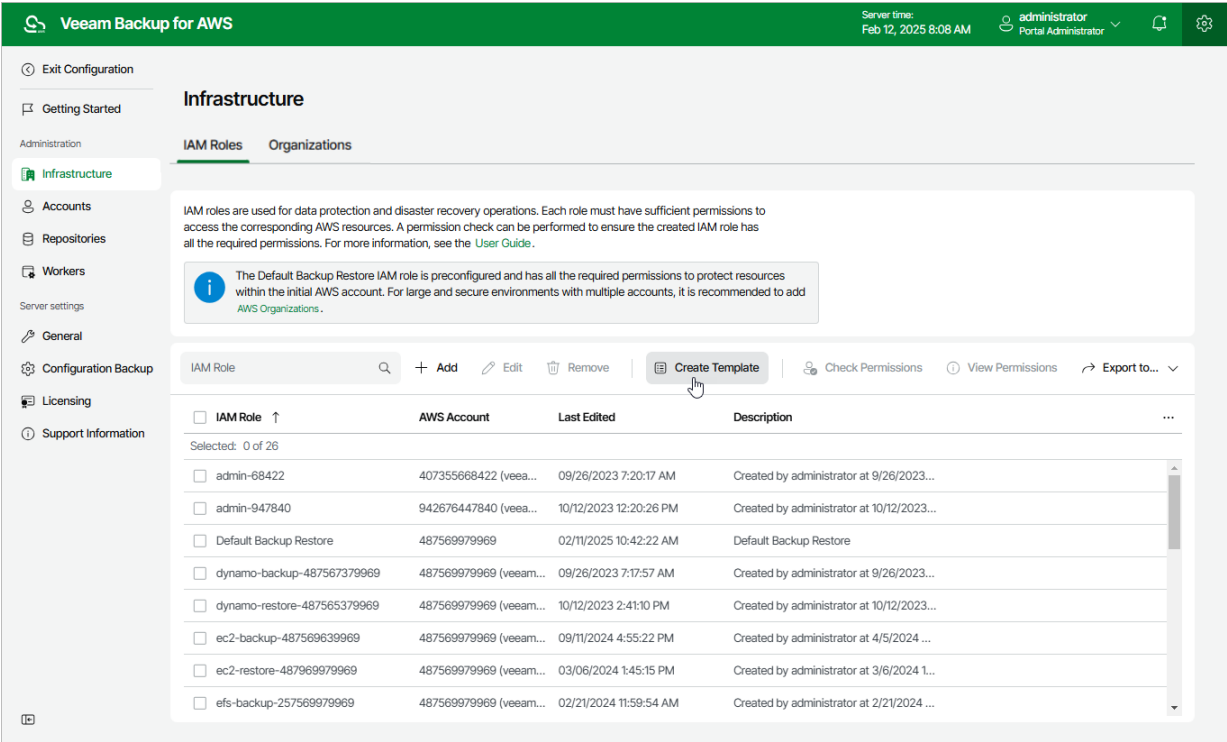 Veeam Backup for AWS
Server time:
Feb 12, 2025 8:08 AM
administrator
Portal Administrator
Exit Configuration
Getting Started
Administration
Infrastructure
Accounts
Repositories
Workers
Server settings
General
Configuration Backup
Licensing
Support Information
Infrastructure
IAM Roles Organizations
IAM roles are used for data protection and disaster recovery operations. Each role must have sufficient permissions to
access the corresponding AWS resources. A permission check can be performed to ensure the created IAM role has
all the required permissions. For more information, see the User Guide.
The Default Backup Restore IAM role is preconfigured and has all the required permissions to protect resources
within the initial AWS account. For large and secure environments with multiple accounts, it is recommended to add
AWS Organizations.
IAM Role Add Edit Remove Create Template Check Permissions View Permissions Export to...
IAM Role AWS Account Last Edited Description ...
Selected: 0 of 26
admin-68422 407355668422 (veea... 09/26/2023 7:20:17 AM Created by administrator at 9/26/2023...
admin-947840 942676447840 (veea... 10/12/2023 12:20:26 PM Created by administrator at 10/12/2023...
Default Backup Restore 487569979969 02/11/2025 10:42:22 AM Default Backup Restore
dynamo-backup-487567379969 487569979969 (veeam... 09/26/2023 7:17:57 AM Created by administrator at 9/26/2023...
dynamo-restore-487565379969 487569979969 (veeam... 10/12/2023 2:41:10 PM Created by administrator at 10/12/2023...
ec2-backup-487569639969 487569979969 (veeam... 09/11/2024 4:55:22 PM Created by administrator at 4/5/2024 ...
ec2-restore-487969979969 487569979969 (veeam... 03/06/2024 1:45:15 PM Created by administrator at 3/6/2024 1...
efs-backup-257569979969 487569979969 (veeam... 02/21/2024 11:59:54 AM Created by administrator at 2/21/2024 ...